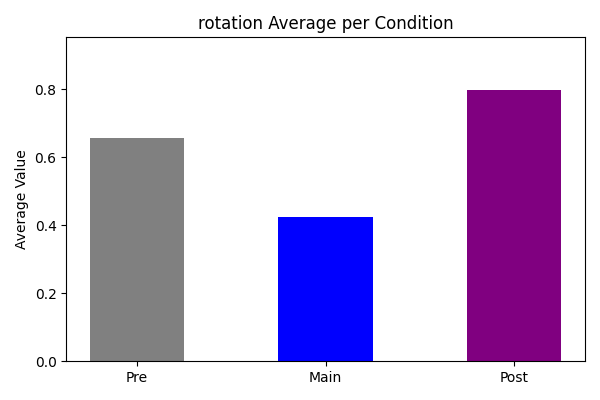 rotation Average per Condition
Average Value
0.8
0.6
0.4
0.2
0.0
Pre
Main
Post